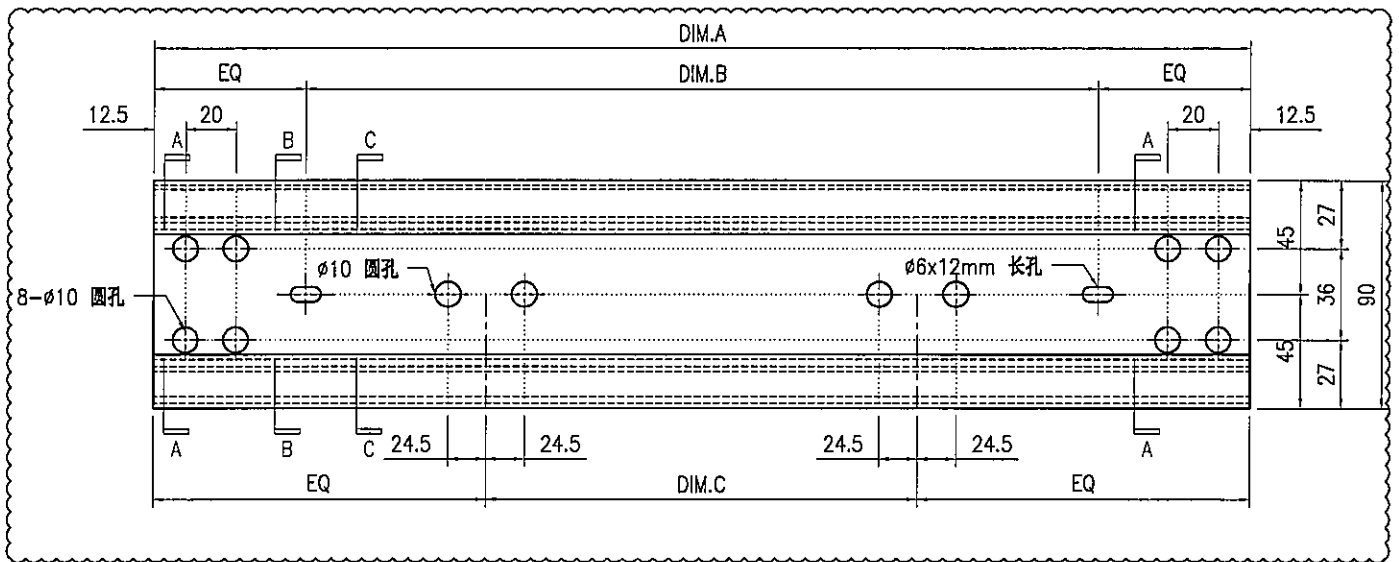 DIM.A
EQ
DIM.B
EQ
12.5
20
20
12.5
A
B
C
A
45
27
ø10 圆孔
ø6x12mm 长孔
8-ø10 圆孔
36
90
45
27
A
B
C
A
24.5
24.5
24.5
24.5
EQ
DIM.C
EQ